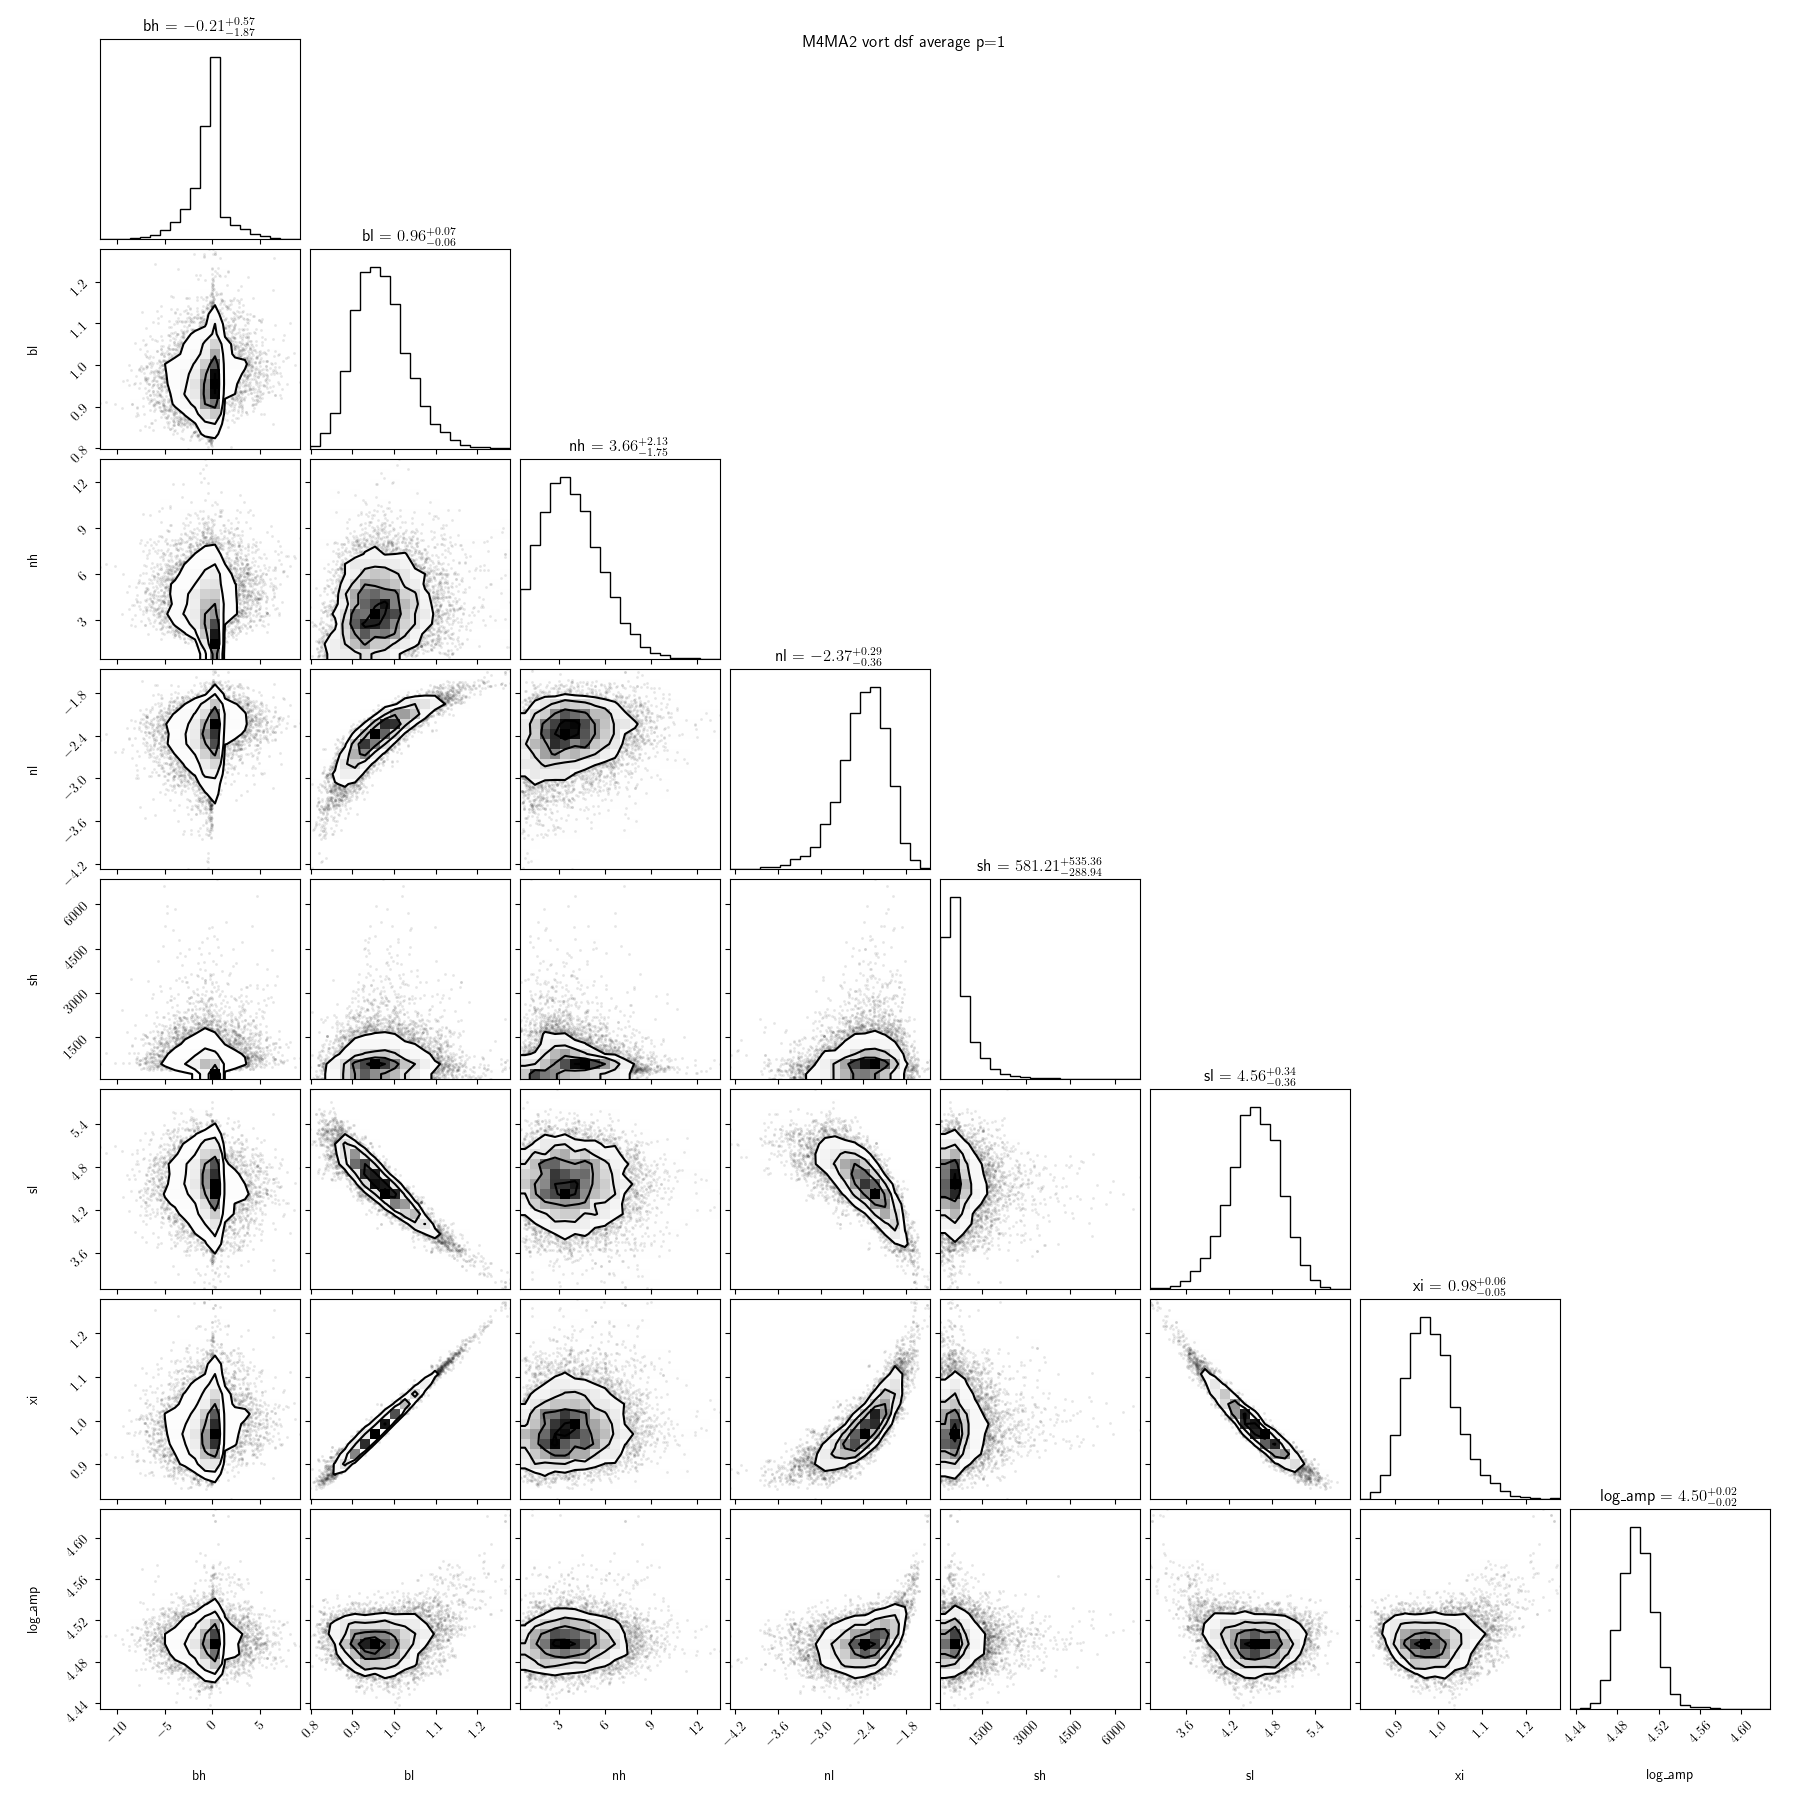 M4MA2 vort dsf average p=1
bh = −0.21 +0.57 −1.87
bl = 0.96 +0.07 −0.06
bl
1.2
1.1
1.0
0.9
0.8
nh = 3.66 +2.13 −1.75
nh
12
9
6
3
nl = −2.37 +0.29 −0.36
nl
−1.8
−2.4
−3.0
−3.6
−4.2
sh = 581.21 +535.36 −288.94
sh
6000
4500
3000
1500
sl = 4.56 +0.34 −0.36
sl
5.4
4.8
4.2
3.6
xi = 0.98 +0.06 −0.05
xi
1.2
1.1
1.0
0.9
log_amp = 4.50 +0.02 −0.02
log_amp
4.60
4.56
4.52
4.48
4.44
−10 −5 0 5 0.8 0.9 1.0 1.1 1.2 3 6 9 12 −4.2 −3.6 −3.0 −2.4 −1.8 1500 3000 4500 6000 3.6 4.2 4.8 5.4 0.9 1.0 1.1 1.2 4.44 4.48 4.52 4.56 4.60
bh bl nh nl sh sl xi log_amp